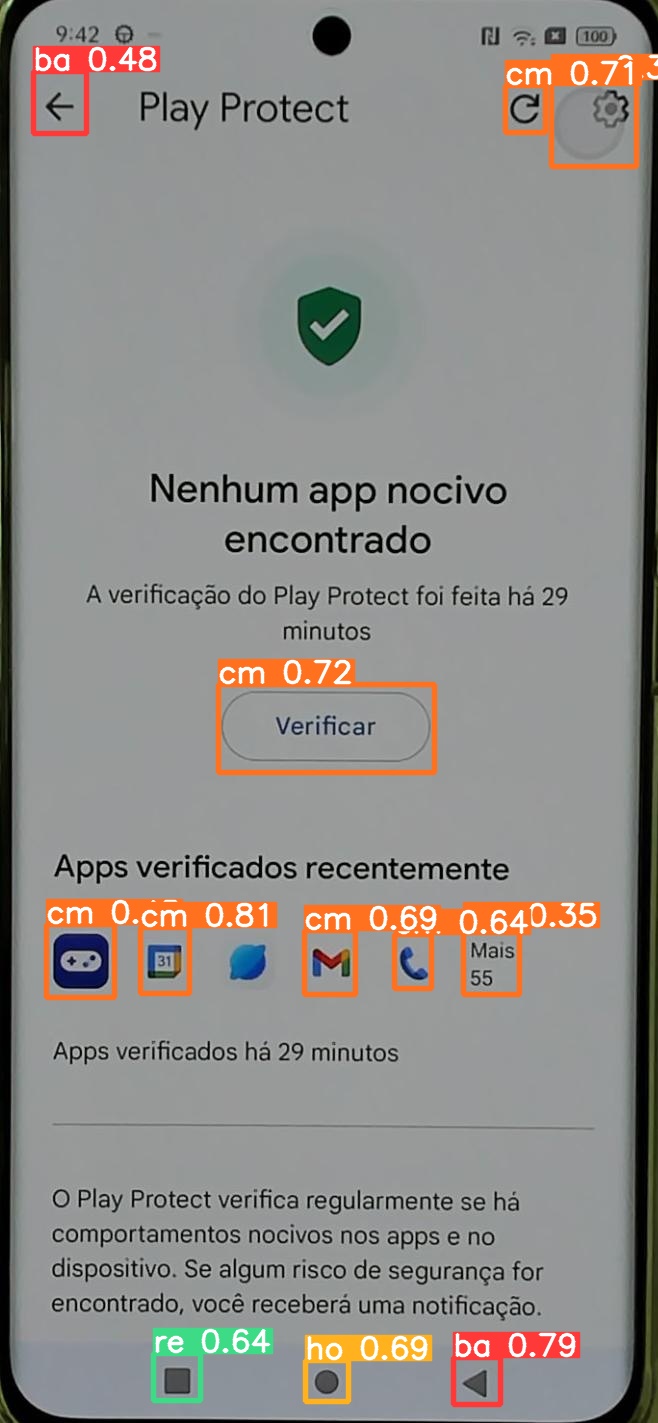 9:42 100
ba 0.48
cm 0.71
Play Protect
Nenhum app nocivo
encontrado
A verificação do Play Protect foi feita há 29
minutos
cm 0.72
Verificar
Apps verificados recentemente
cm cm 0.81 cm 0.69 0.64 0.35
31
Mais
55
Apps verificados há 29 minutos
O Play Protect verifica regularmente se há
comportamentos nocivos nos apps e no
dispositivo. Se algum risco de segurança for
encontrado, você receberá uma notificação.
re 0.64 ho 0.69 ba 0.79